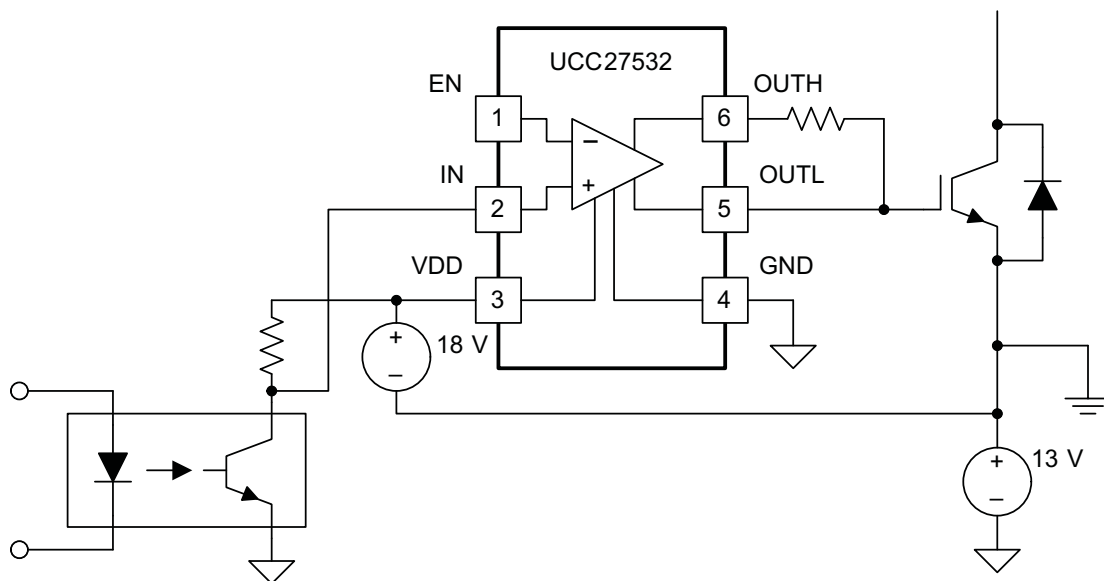 UCC27532
EN
OUTH
1
6
–
IN
+
OUTL
2
5
VDD
GND
3
4
+
18 V
–
+
13 V
–